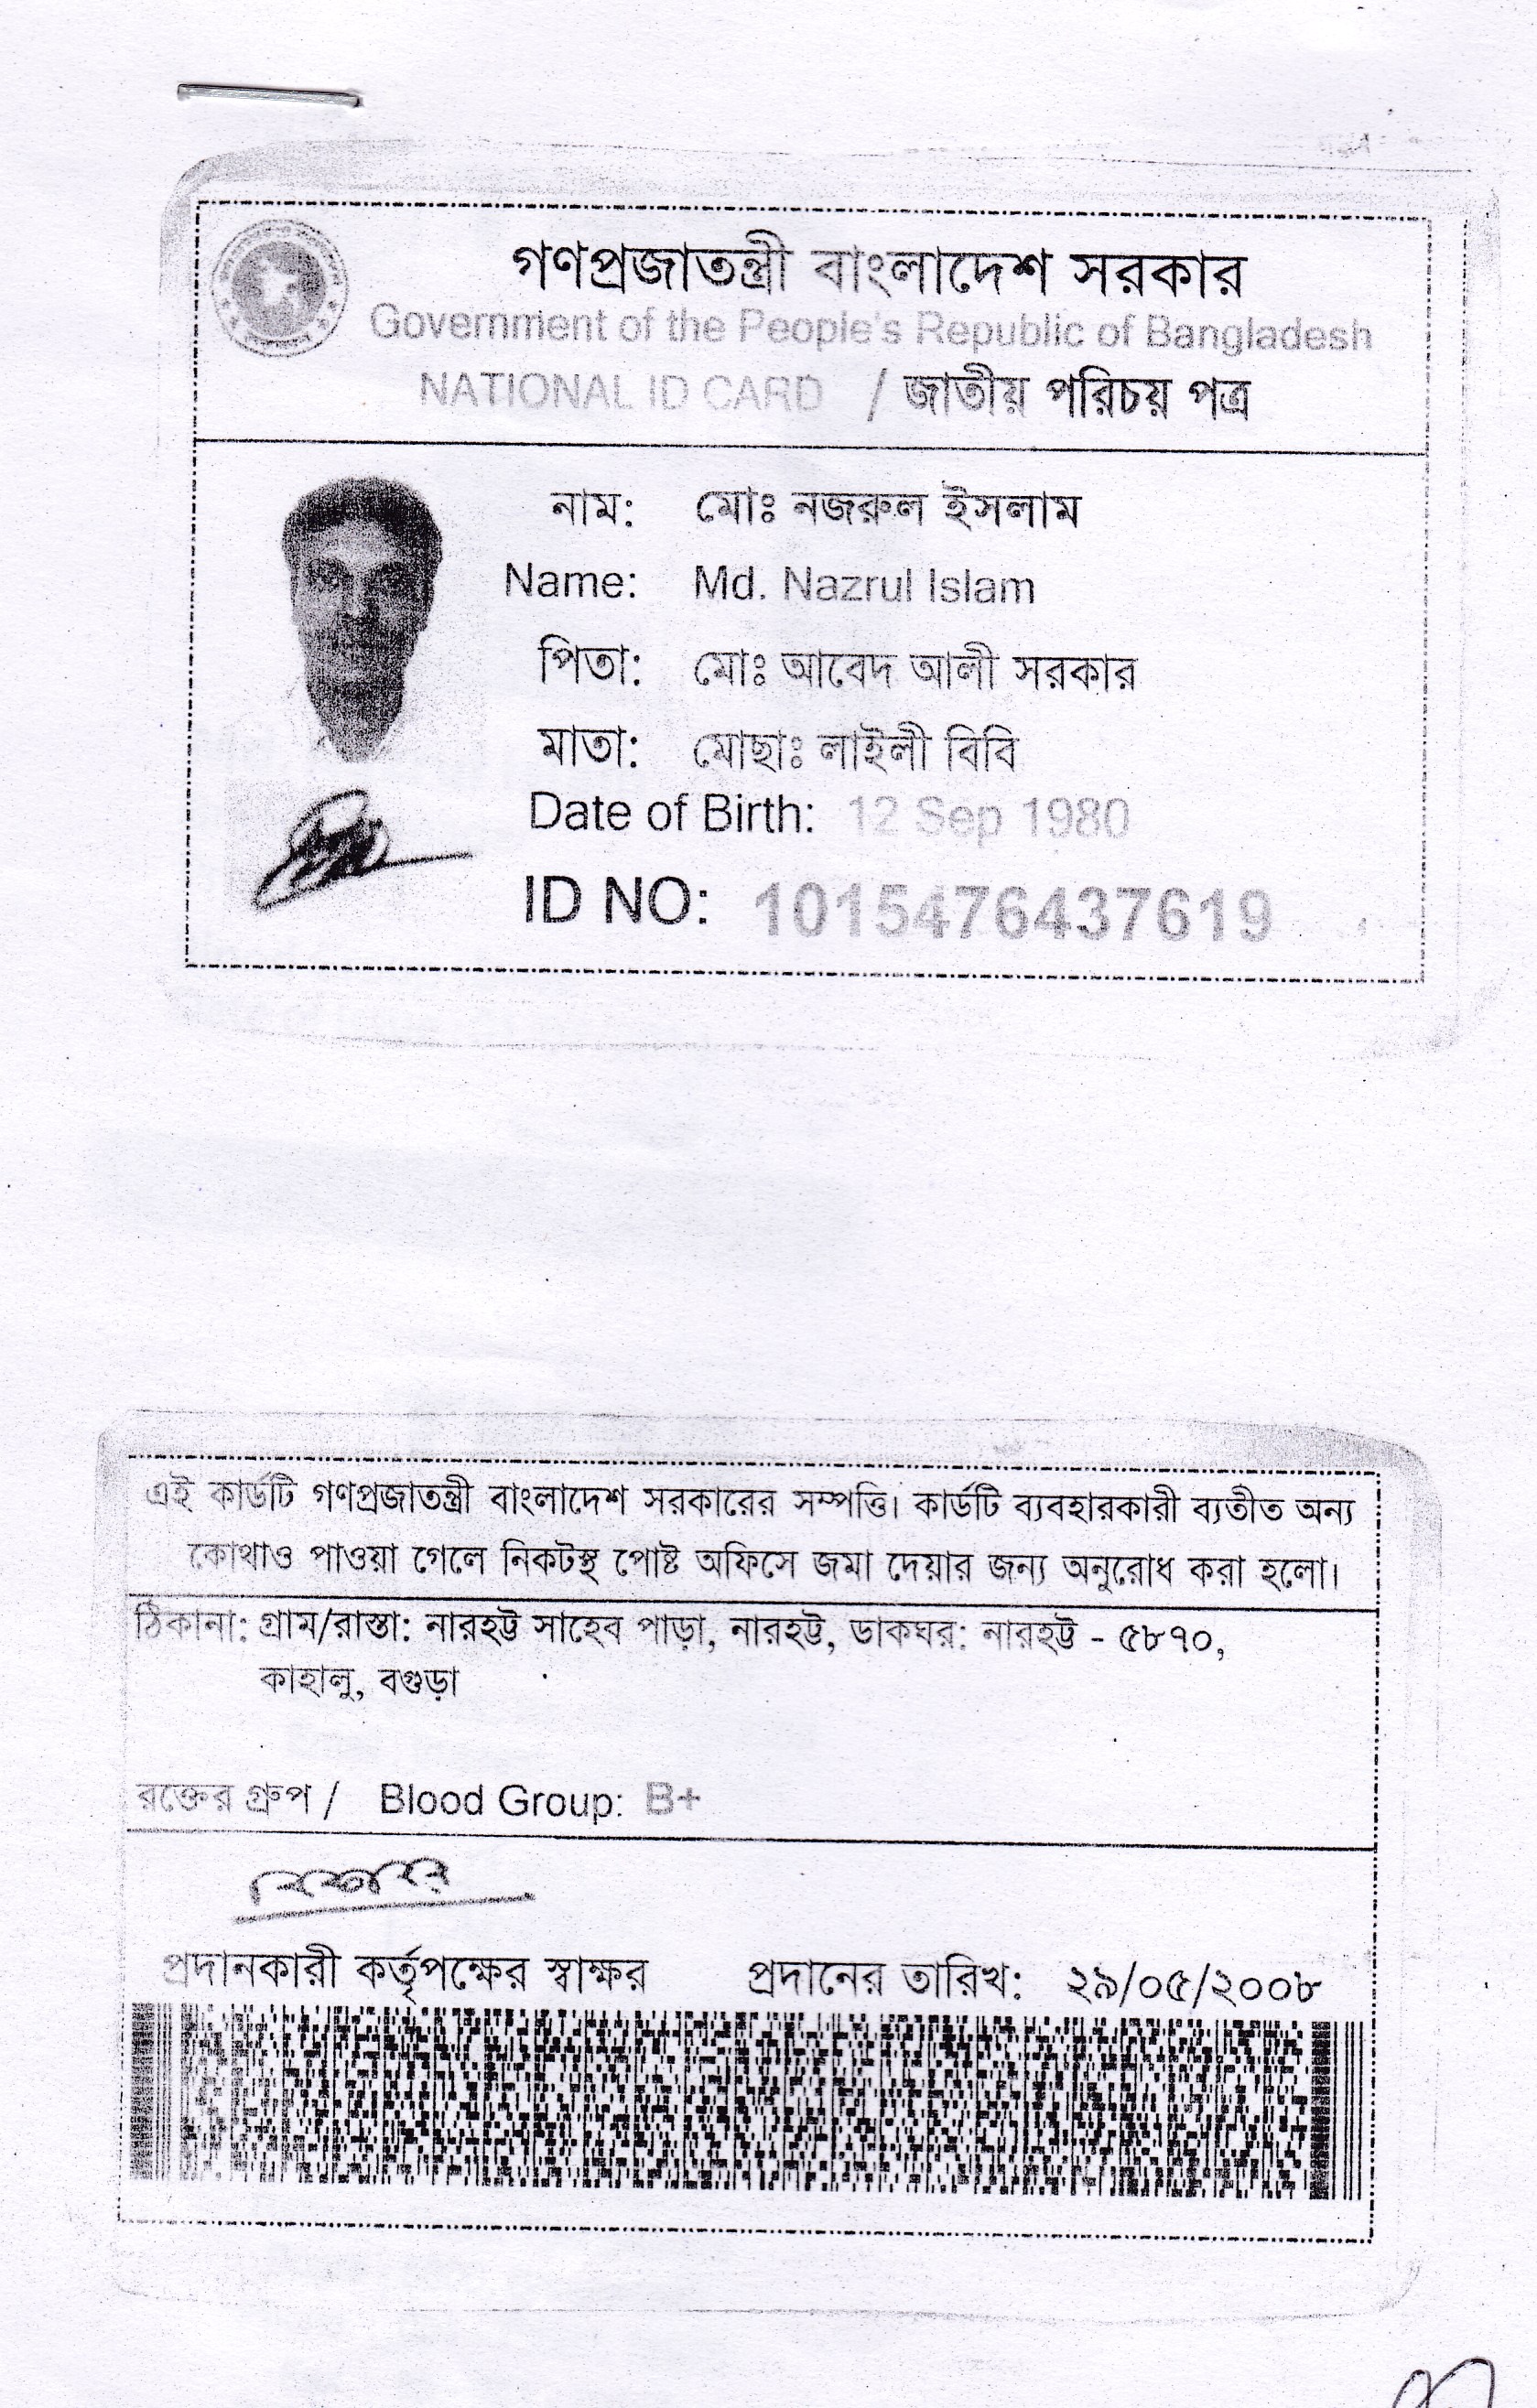 গণপ্রজাতন্ত্রী বাংলাদেশ সরকার
Government of the People's Republic of Bangladesh
NATIONAL ID CARD / জাতীয় পরিচয় পত্র
নাম: মোঃ নজরুল ইসলাম
Name: Md. Nazrul Islam
পিতা: মোঃ আবেদ আলী সরকার
মাতা: মোছাঃ লাইলী বিবি
Date of Birth: 12 Sep 1980
ID NO: 1015476437619
এই কার্ডটি গণপ্রজাতন্ত্রী বাংলাদেশ সরকারের সম্পত্তি। কার্ডটি ব্যবহারকারী ব্যতীত অন্য
কোথাও পাওয়া গেলে নিকটস্থ পোষ্ট অফিসে জমা দেয়ার জন্য অনুরোধ করা হলো।
ঠিকানা: গ্রাম/রাস্তা: নারহট্ট সাহেব পাড়া, নারহট্ট, ডাকঘর: নারহট্ট - ৫৮৭০,
কাহালু, বগুড়া
রক্তের গ্রুপ / Blood Group: B+
প্রদানকারী কর্তৃপক্ষের স্বাক্ষর প্রদানের তারিখ: ২৯/০৫/২০০৮